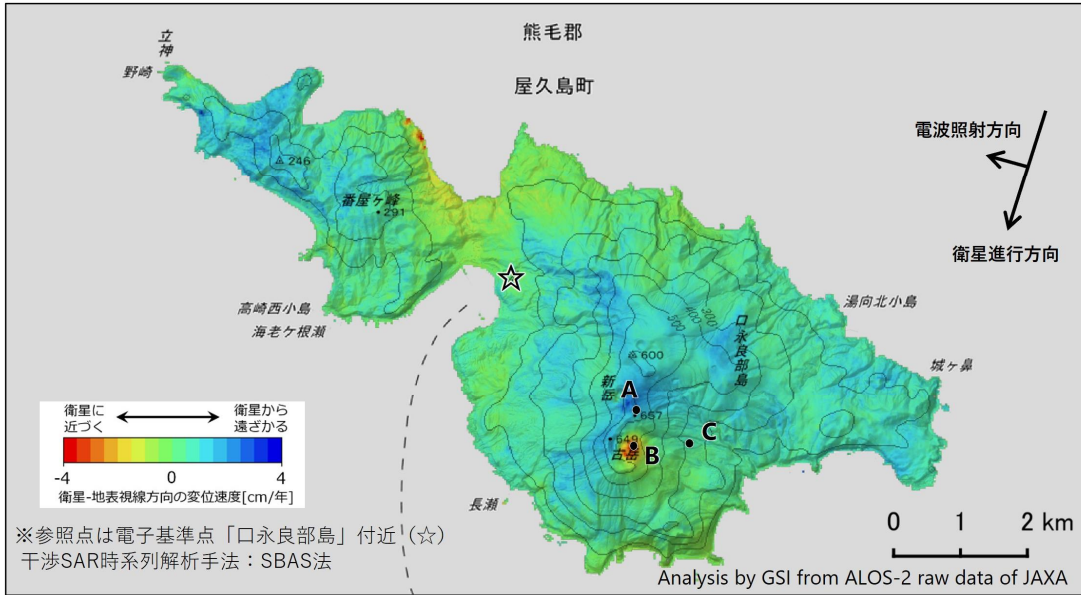 熊毛郡
屋久島町
立神
野崎
246
番屋ケ峰
291
電波照射方向
衛星進行方向
高崎西小島
海老ケ根瀬
湯向北小島
城ヶ鼻
300
400
500
口永良部島
600
新岳
A
657
649
古岳
B
C
長瀬
衛星に
近づく
衛星から
遠ざかる
-4
0
4
衛星-地表視線方向の変位速度[cm/年]
※参照点は電子基準点「口永良部島」付近（☆）
干渉SAR時系列解析手法：SBAS法
0 1 2 km
Analysis by GSI from ALOS-2 raw data of JAXA